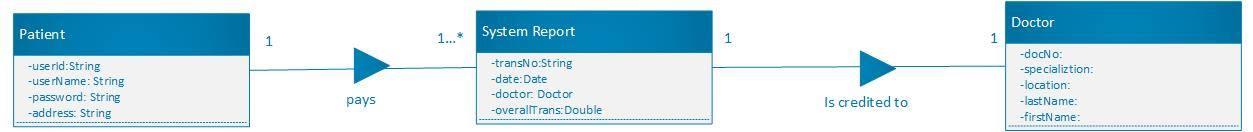 Patient
-userId:String
-userName: String
-password: String
-address: String
1
pays
1...*
System Report
-transNo:String
-date:Date
-doctor: Doctor
-overallTrans:Double
1
Is credited to
1
Doctor
-docNo:
-specializtion:
-location:
-lastName:
-firstName: